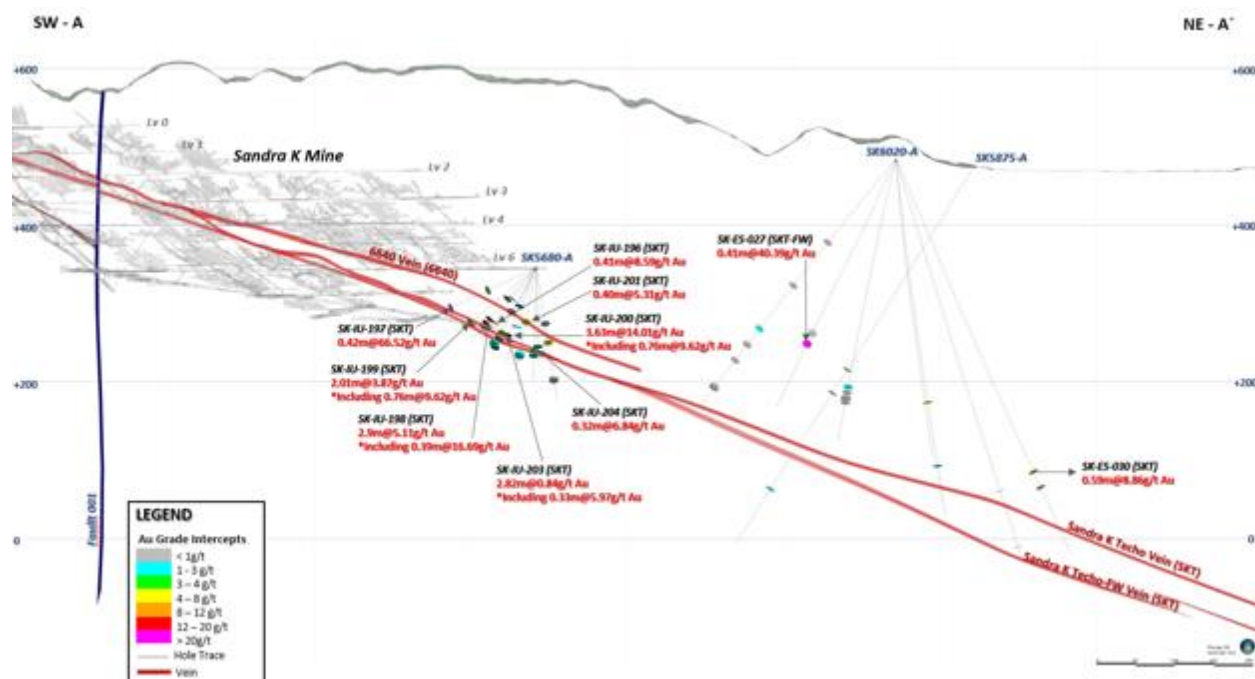 SW - A
NE - A´
+600
+600
Lv 0
Lv 1
Sandra K Mine
Lv 2
Lv 3
Lv 4
Lv 6
SK6020-A
SK5875-A
SK5680-A
+400
+400
6640 Vein (6640)
SK-IU-196 (SKT)
0.41m@8.59g/t Au
SK-ES-027 (SKT-FW)
0.41m@40.39g/t Au
SK-IU-201 (SKT)
0.40m@5.31g/t Au
SK-IU-200 (SKT)
3.63m@14.01g/t Au
*Including 0.76m@9.62g/t Au
SK-IU-197 (SKT)
0.42m@66.52g/t Au
SK-IU-199 (SKT)
2.01m@3.87g/t Au
*Including 0.76m@9.62g/t Au
+200
+200
SK-IU-198 (SKT)
2.9m@5.11g/t Au
*Including 0.39m@16.69g/t Au
SK-IU-204 (SKT)
0.32m@6.84g/t Au
SK-IU-203 (SKT)
2.82m@0.84g/t Au
*Including 0.33m@5.97g/t Au
SK-ES-030 (SKT)
0.59m@8.86g/t Au
Fault 001
0
0
Sandra K Techo Vein (SKT)
Sandra K Techo-FW Vein (SKT)
LEGEND
Au Grade Intercepts
< 1g/t
1 - 3 g/t
3 – 4 g/t
4 – 8 g/t
8 – 12 g/t
12 – 20 g/t
> 20g/t
Hole Trace
Vein